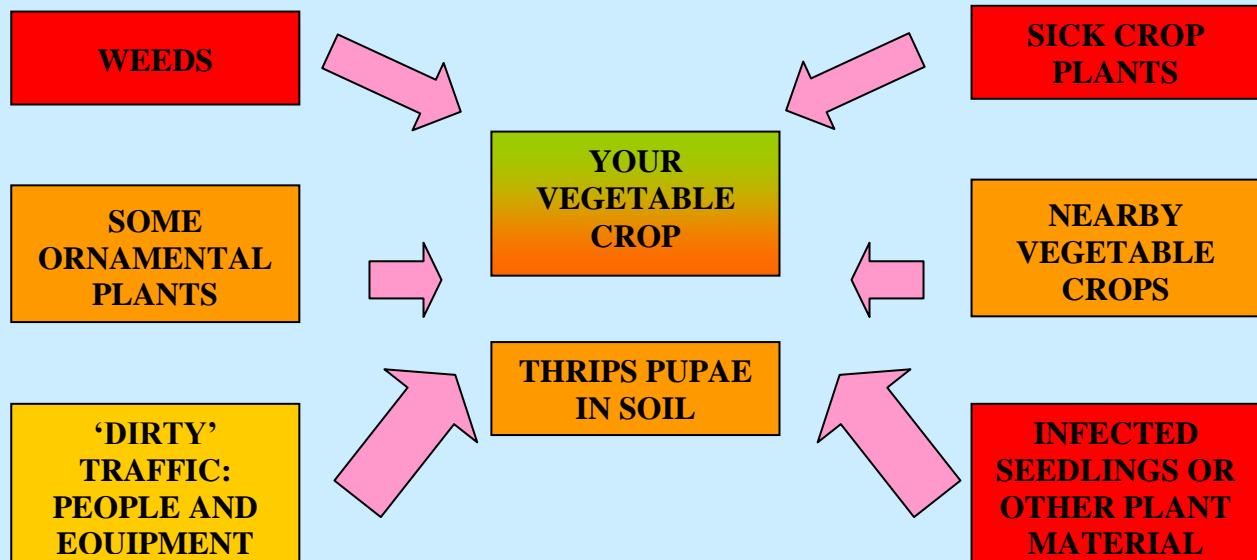 WEEDS
SICK CROP
PLANTS
YOUR
VEGETABLE
CROP
SOME
ORNAMENTAL
PLANTS
NEARBY
VEGETABLE
CROPS
THRIPS PUPAE
IN SOIL
‘DIRTY’
TRAFFIC:
PEOPLE AND
EQUIPMENT
INFECTED
SEEDLINGS OR
OTHER PLANT
MATERIAL